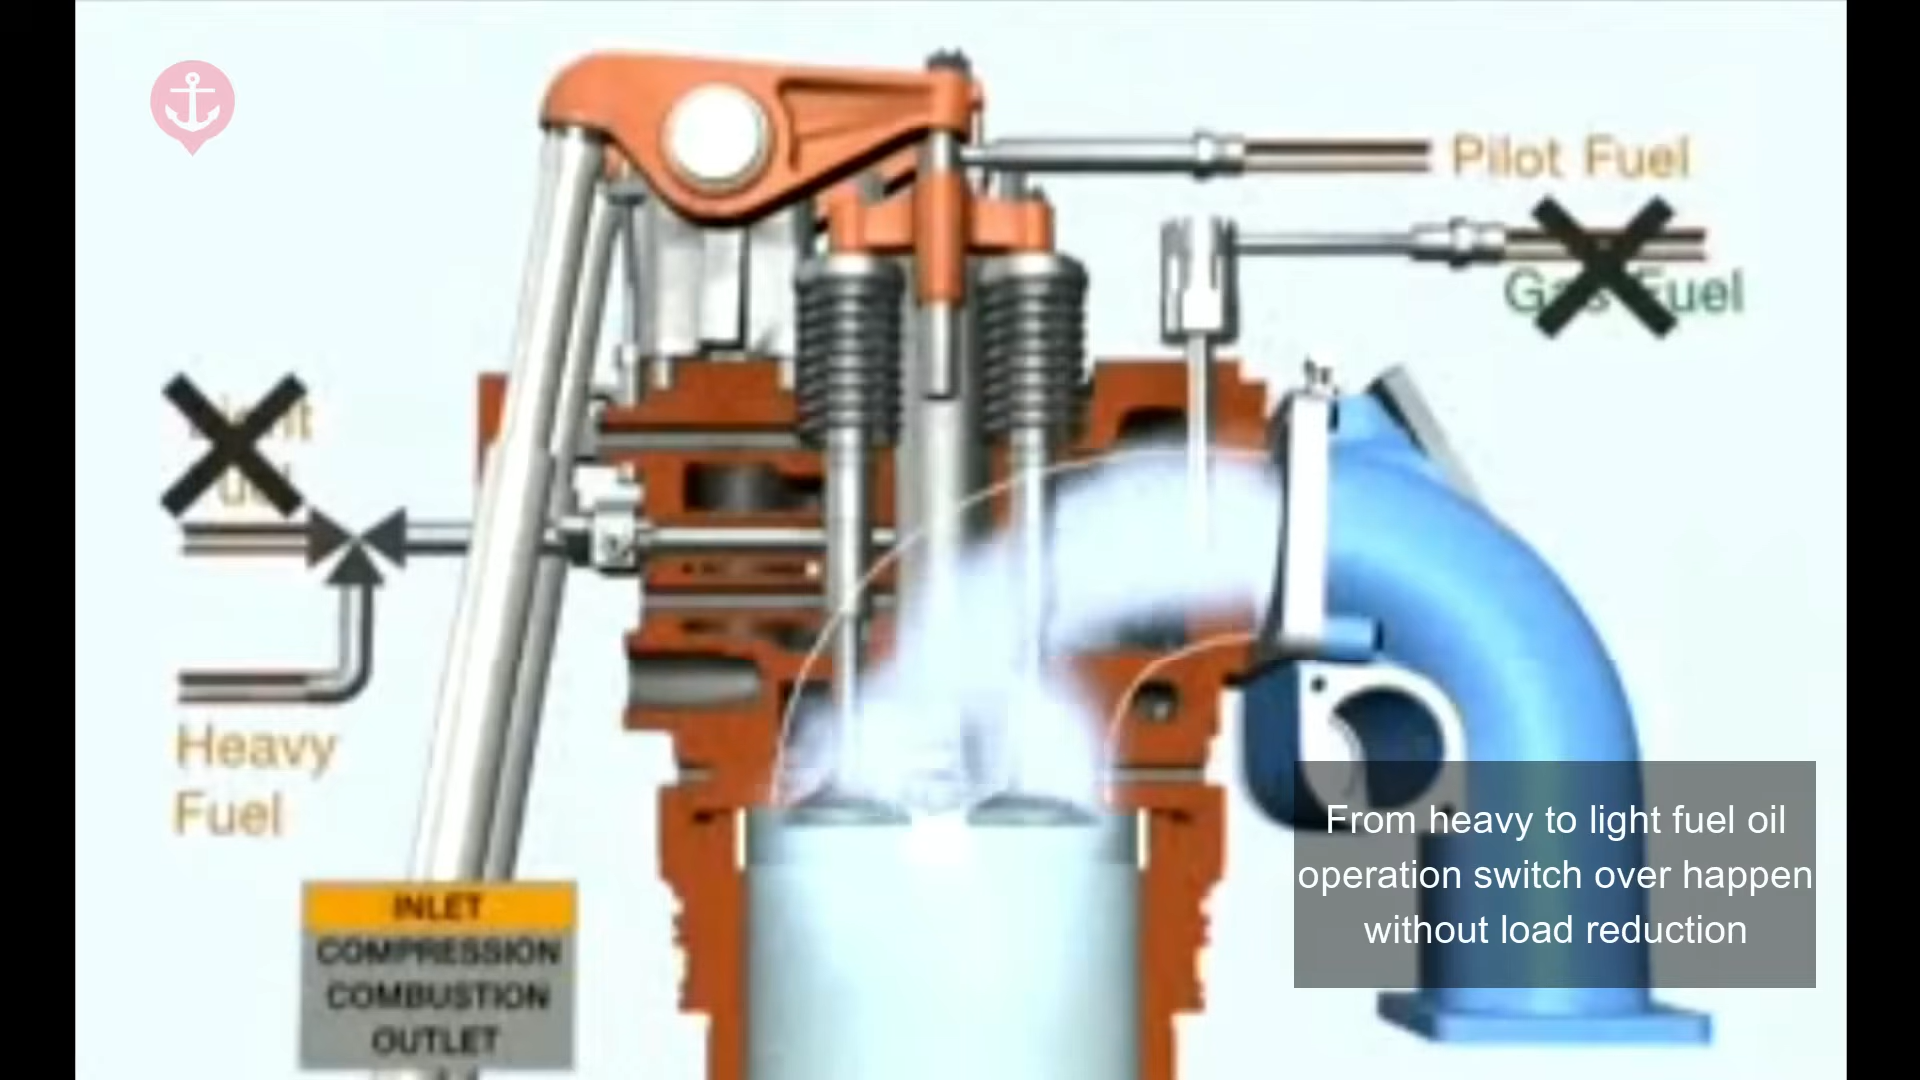 Pilot Fuel
Fuel
Heavy
Fuel
INLET
COMPRESSION
COMBUSTION
OUTLET
From heavy to light fuel oil
operation switch over happen
without load reduction